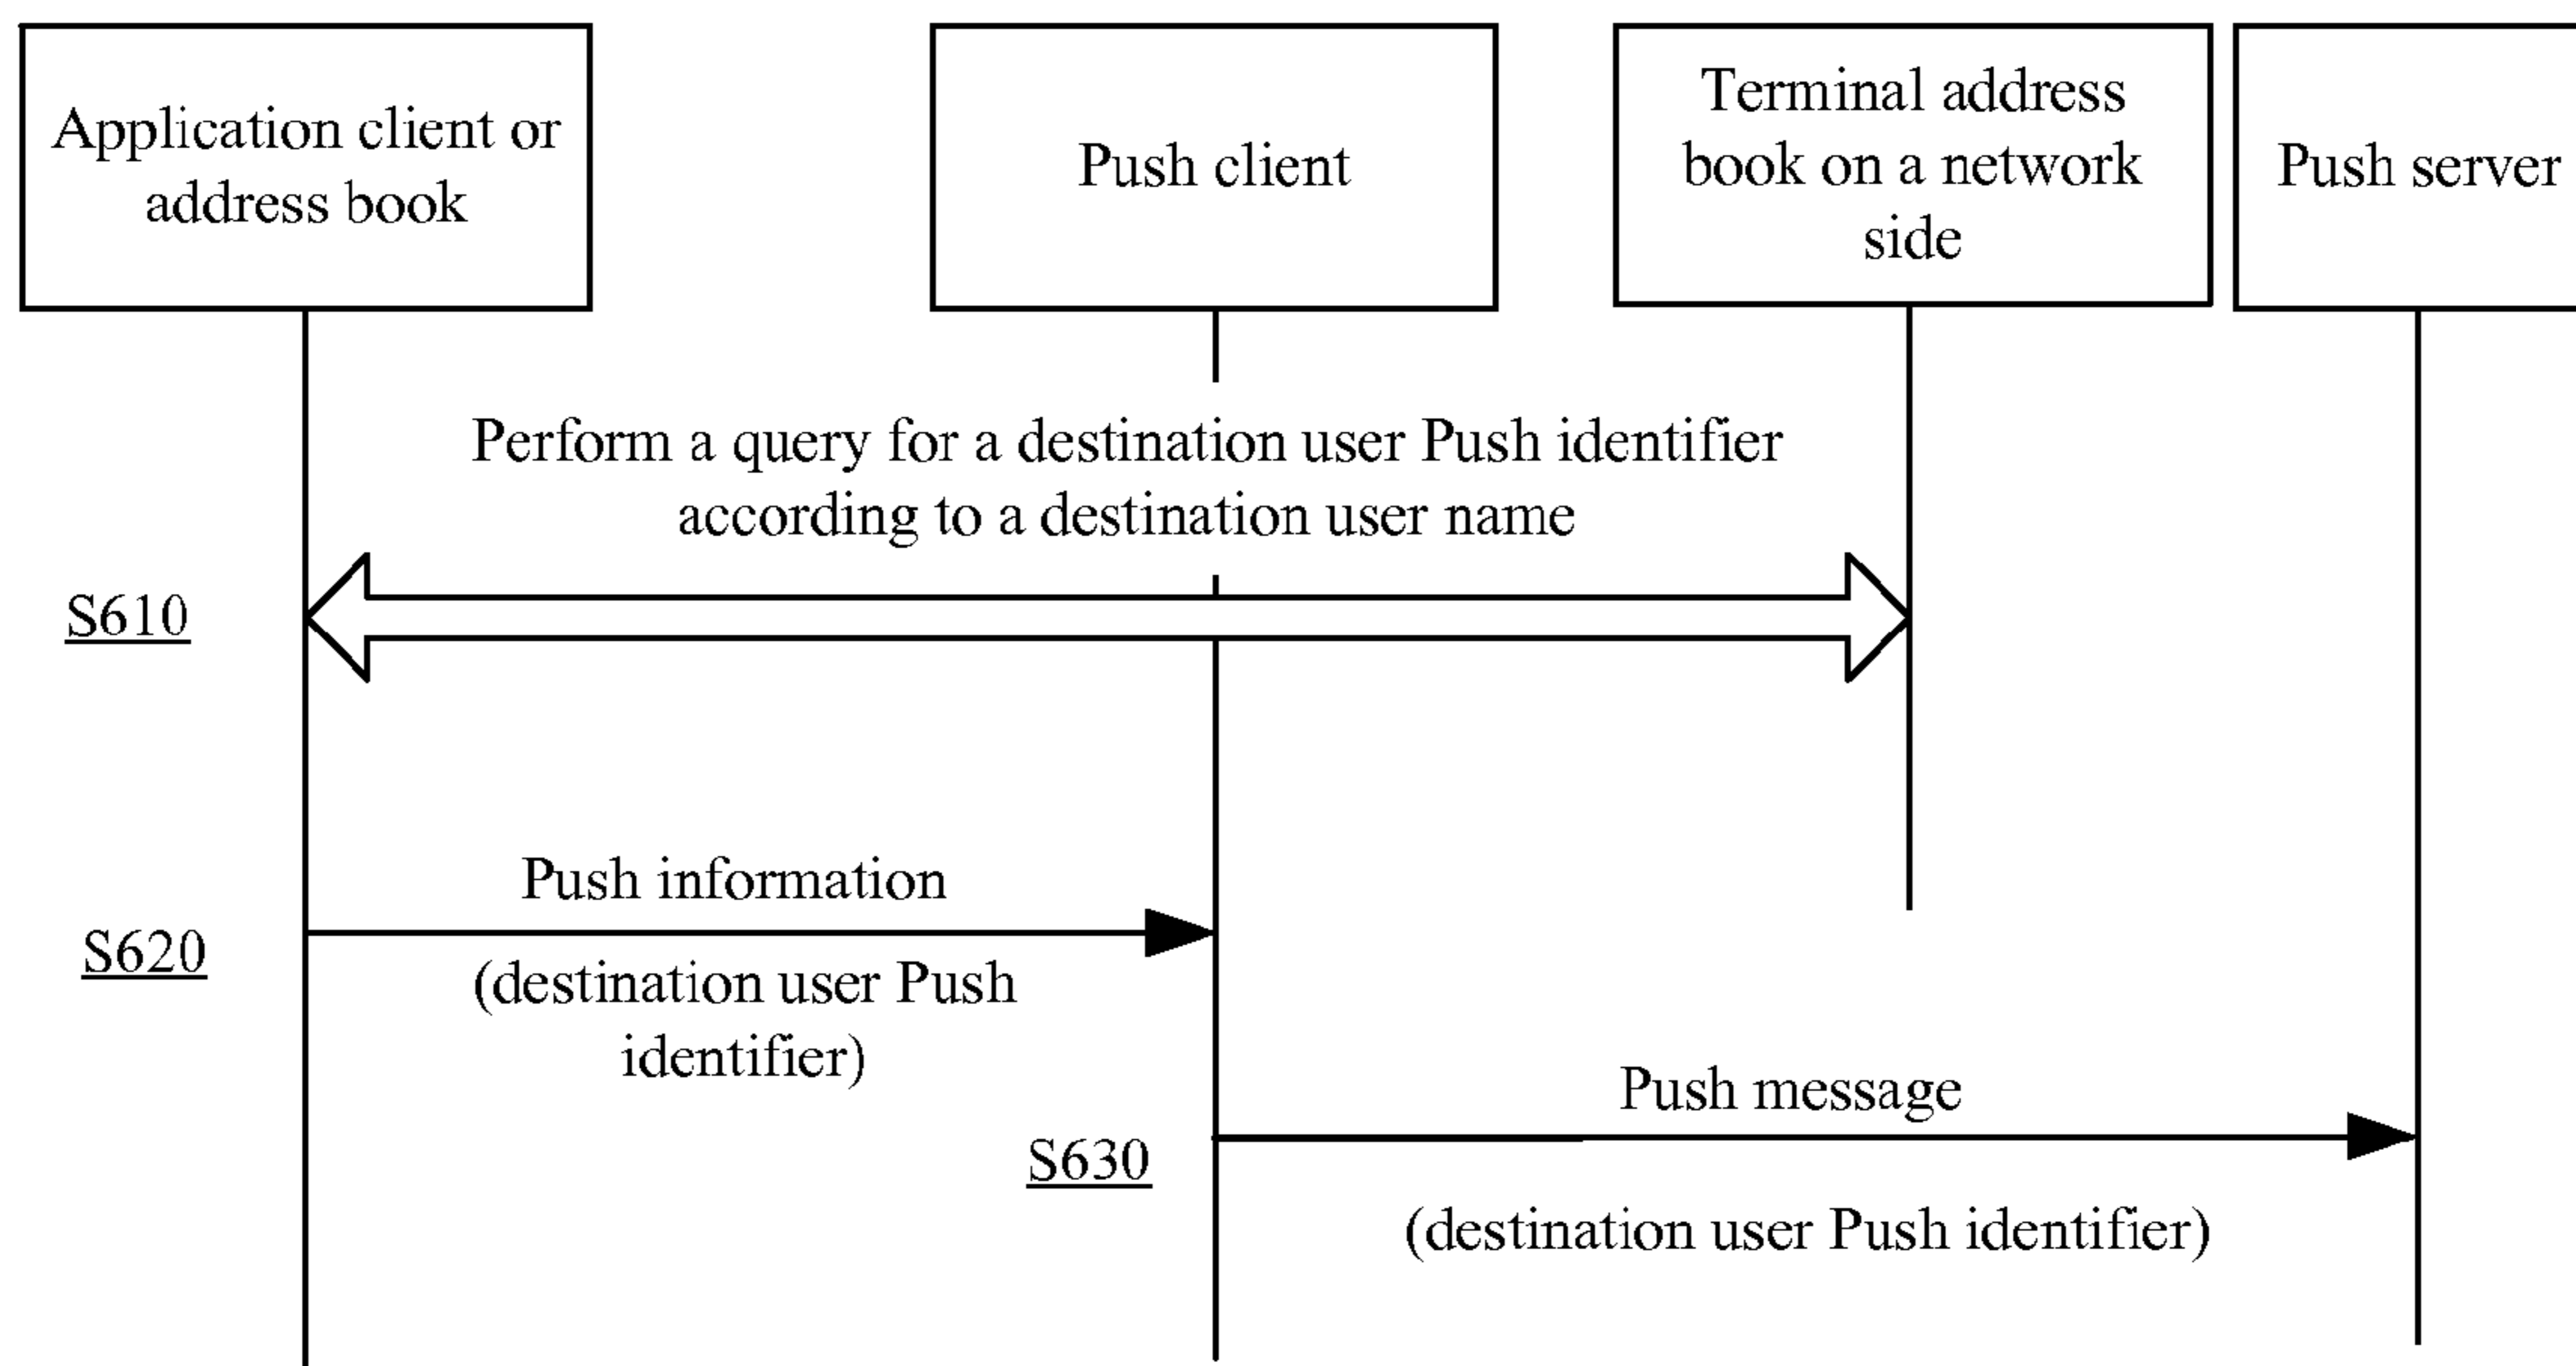 Application client or
address book
Push client
Terminal address
book on a network
side
Push server
Perform a query for a destination user Push identifier
according to a destination user name
S610
Push information
S620
(destination user Push
identifier)
Push message
S630
(destination user Push identifier)